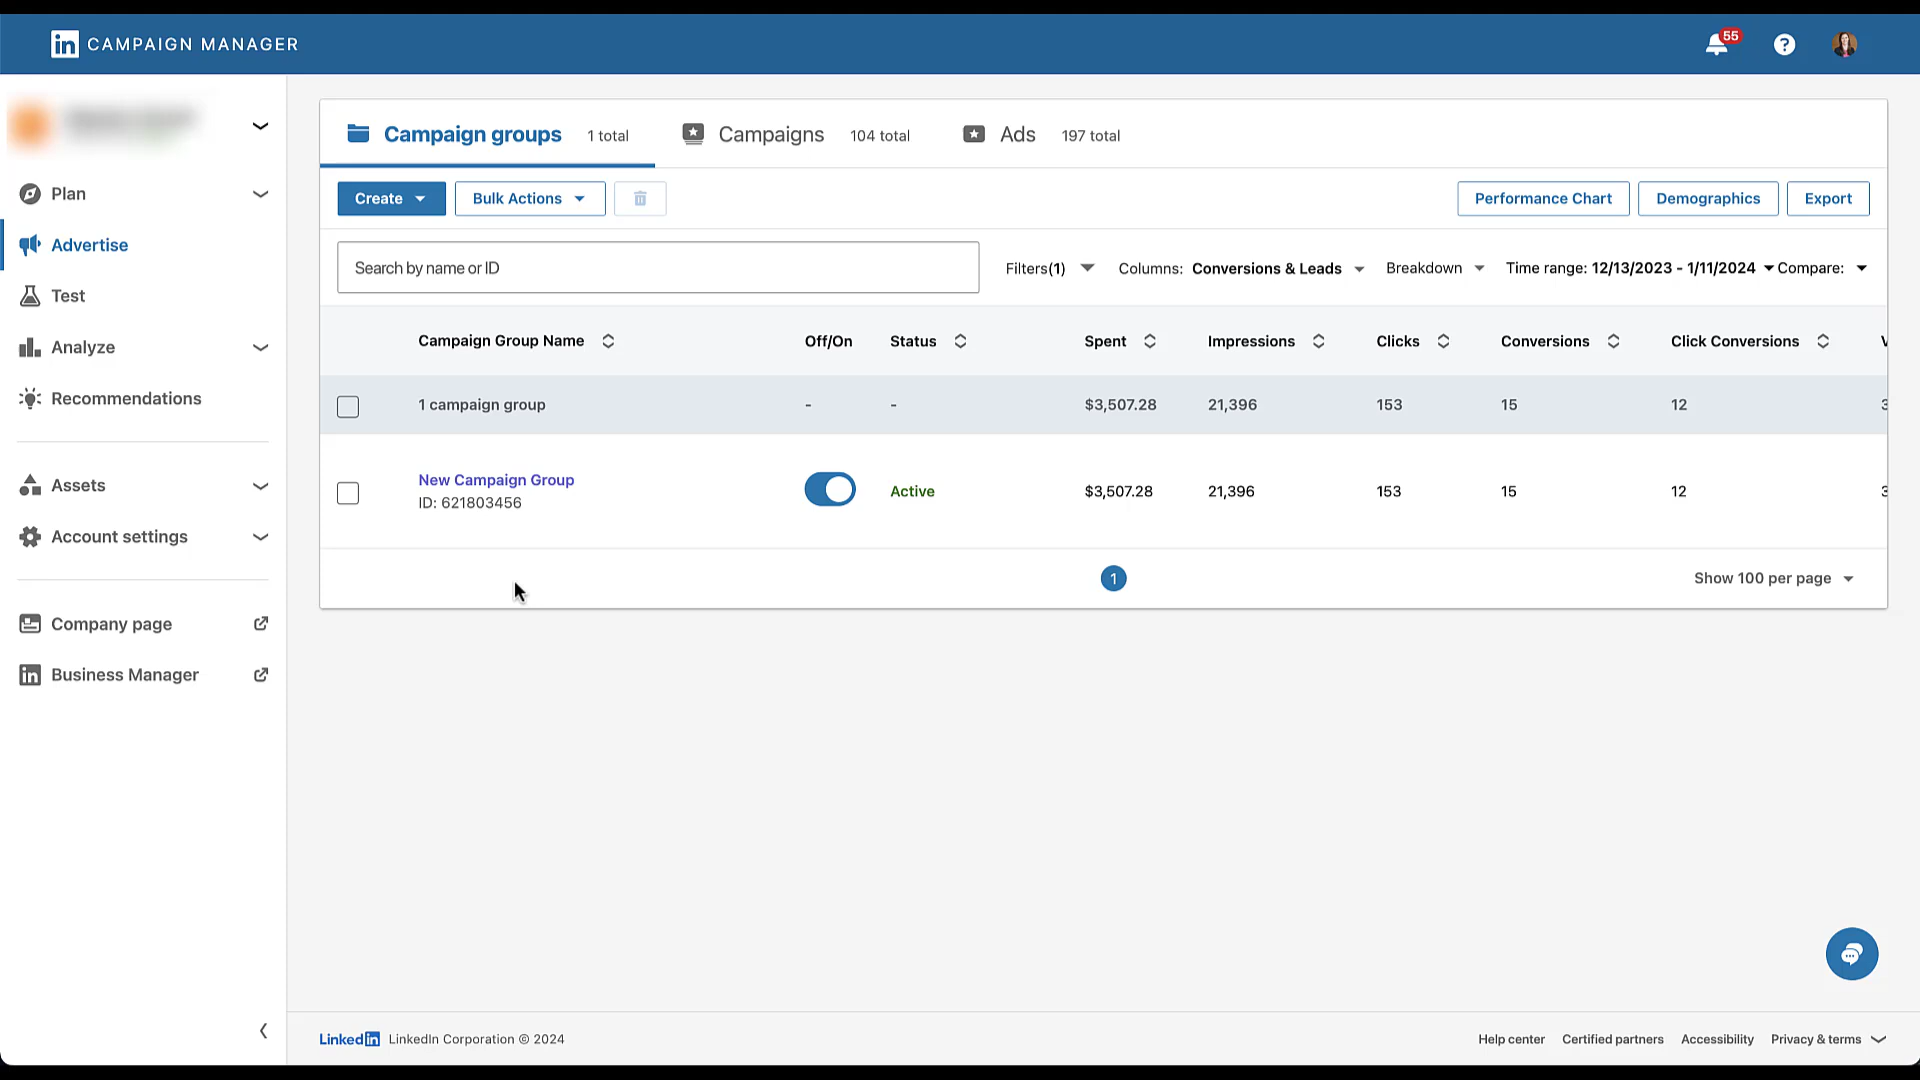 in CAMPAIGN MANAGER
55
?
Plan
Advertise
Test
Analyze
Recommendations
Assets
Account settings
Company page
in Business Manager
Campaign groups 1 total Campaigns 104 total Ads 197 total
Create Bulk Actions Performance Chart Demographics Export
Search by name or ID Filters(1) Columns: Conversions & Leads Breakdown Time range: 12/13/2023 - 1/11/2024 Compare:
Campaign Group Name Off/On Status Spent Impressions Clicks Conversions Click Conversions
1 campaign group - - $3,507.28 21,396 153 15 12
New Campaign Group Active $3,507.28 21,396 153 15 12
ID: 621803456
1 Show 100 per page
LinkedIn LinkedIn Corporation © 2024 Help center Certified partners Accessibility Privacy & terms